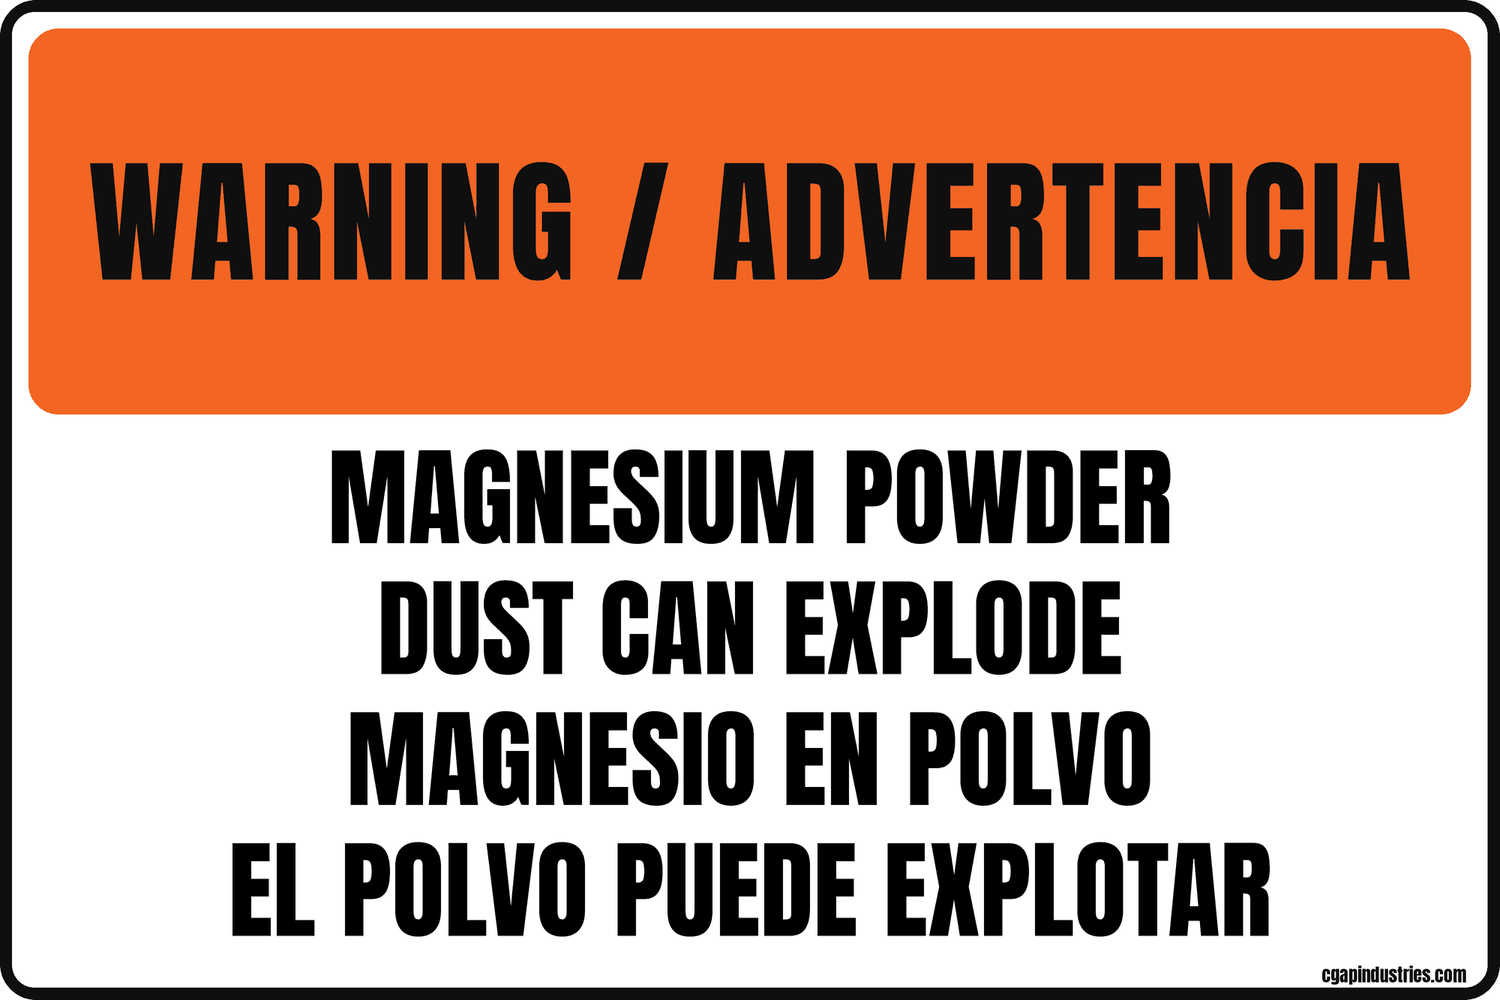 WARNING / ADVERTENCIA
MAGNESIUM POWDER
DUST CAN EXPLODE
MAGNESIO EN POLVO
EL POLVO PUEDE EXPLOTAR
cgapindustries.com